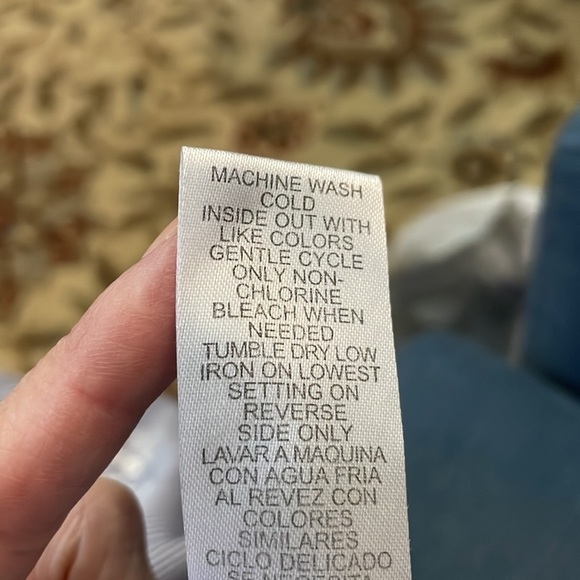 MACHINE WASH
COLD
INSIDE OUT WITH
LIKE COLORS
GENTLE CYCLE
ONLY NON-
CHLORINE
BLEACH WHEN
NEEDED
TUMBLE DRY LOW
IRON ON LOWEST
SETTING ON
REVERSE
SIDE ONLY
LAVAR A MAQUINA
CON AGUA FRIA
AL REVEZ CON
COLORES
SIMILARES
CICLO DELICADO
SE